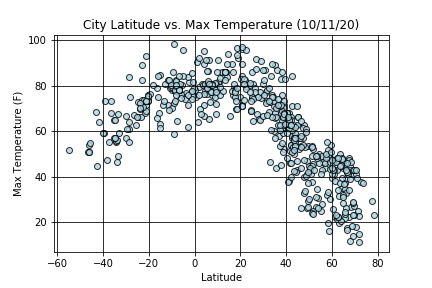 City Latitude vs. Max Temperature (10/11/20)
100
80
60
40
20
Max Temperature (F)
−60 −40 −20 0 20 40 60 80
Latitude